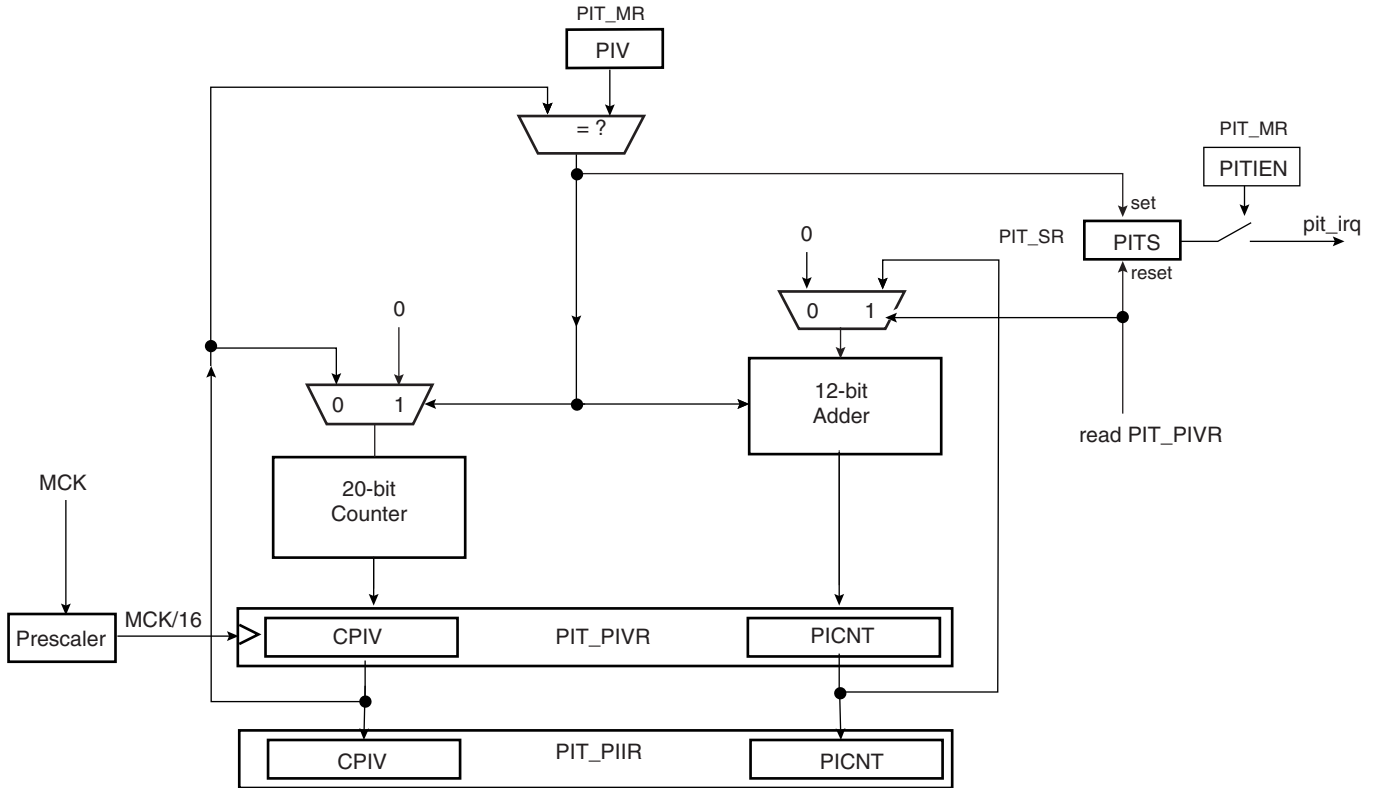 PIT_MR
PIV
= ?
PIT_MR
PITIEN
set
0
PIT_SR
PITS
pit_irq
reset
0
0 1
0 1
12-bit
Adder
read PIT_PIVR
20-bit
Counter
MCK
MCK/16
Prescaler
CPIV
PIT_PIVR
PICNT
CPIV
PIT_PIIR
PICNT